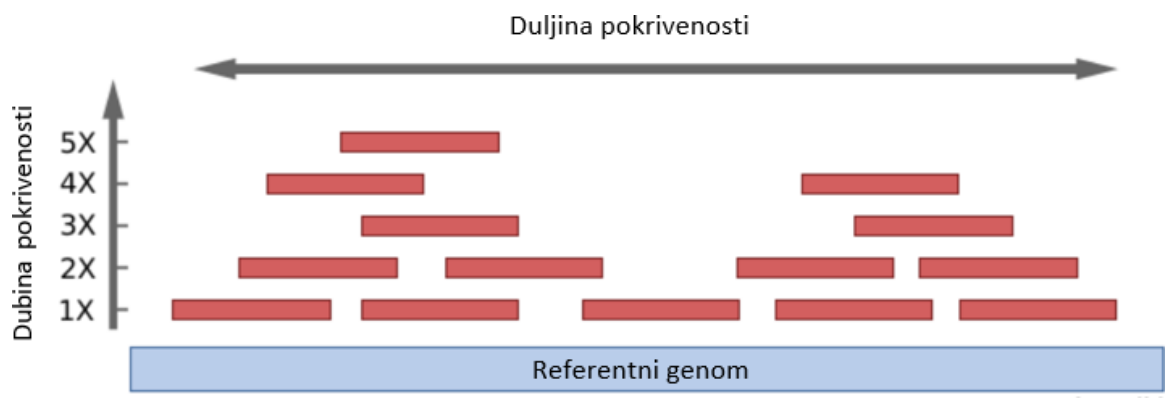 Duljina pokrivenosti
Dubina pokrivenosti
5X
4X
3X
2X
1X
Referentni genom